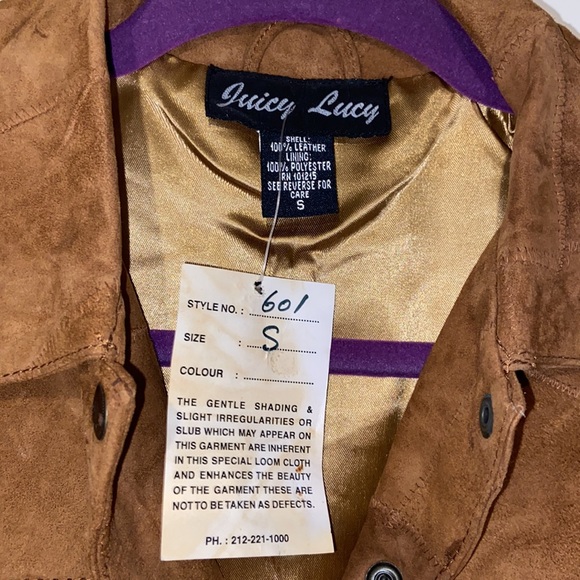 Juicy Lucy
SHELL:
100% LEATHER
LINING:
100% POLYESTER
RN 101215
SEE REVERSE FOR
CARE
S
STYLE NO. : 601
SIZE : S
COLOUR :
THE GENTLE SHADING &
SLIGHT IRREGULARITIES OR
SLUB WHICH MAY APPEAR ON
THIS GARMENT ARE INHERENT
IN THIS SPECIAL LOOM CLOTH
AND ENHANCES THE BEAUTY
OF THE GARMENT THESE ARE
NOT TO BE TAKEN AS DEFECTS.
PH. : 212-221-1000